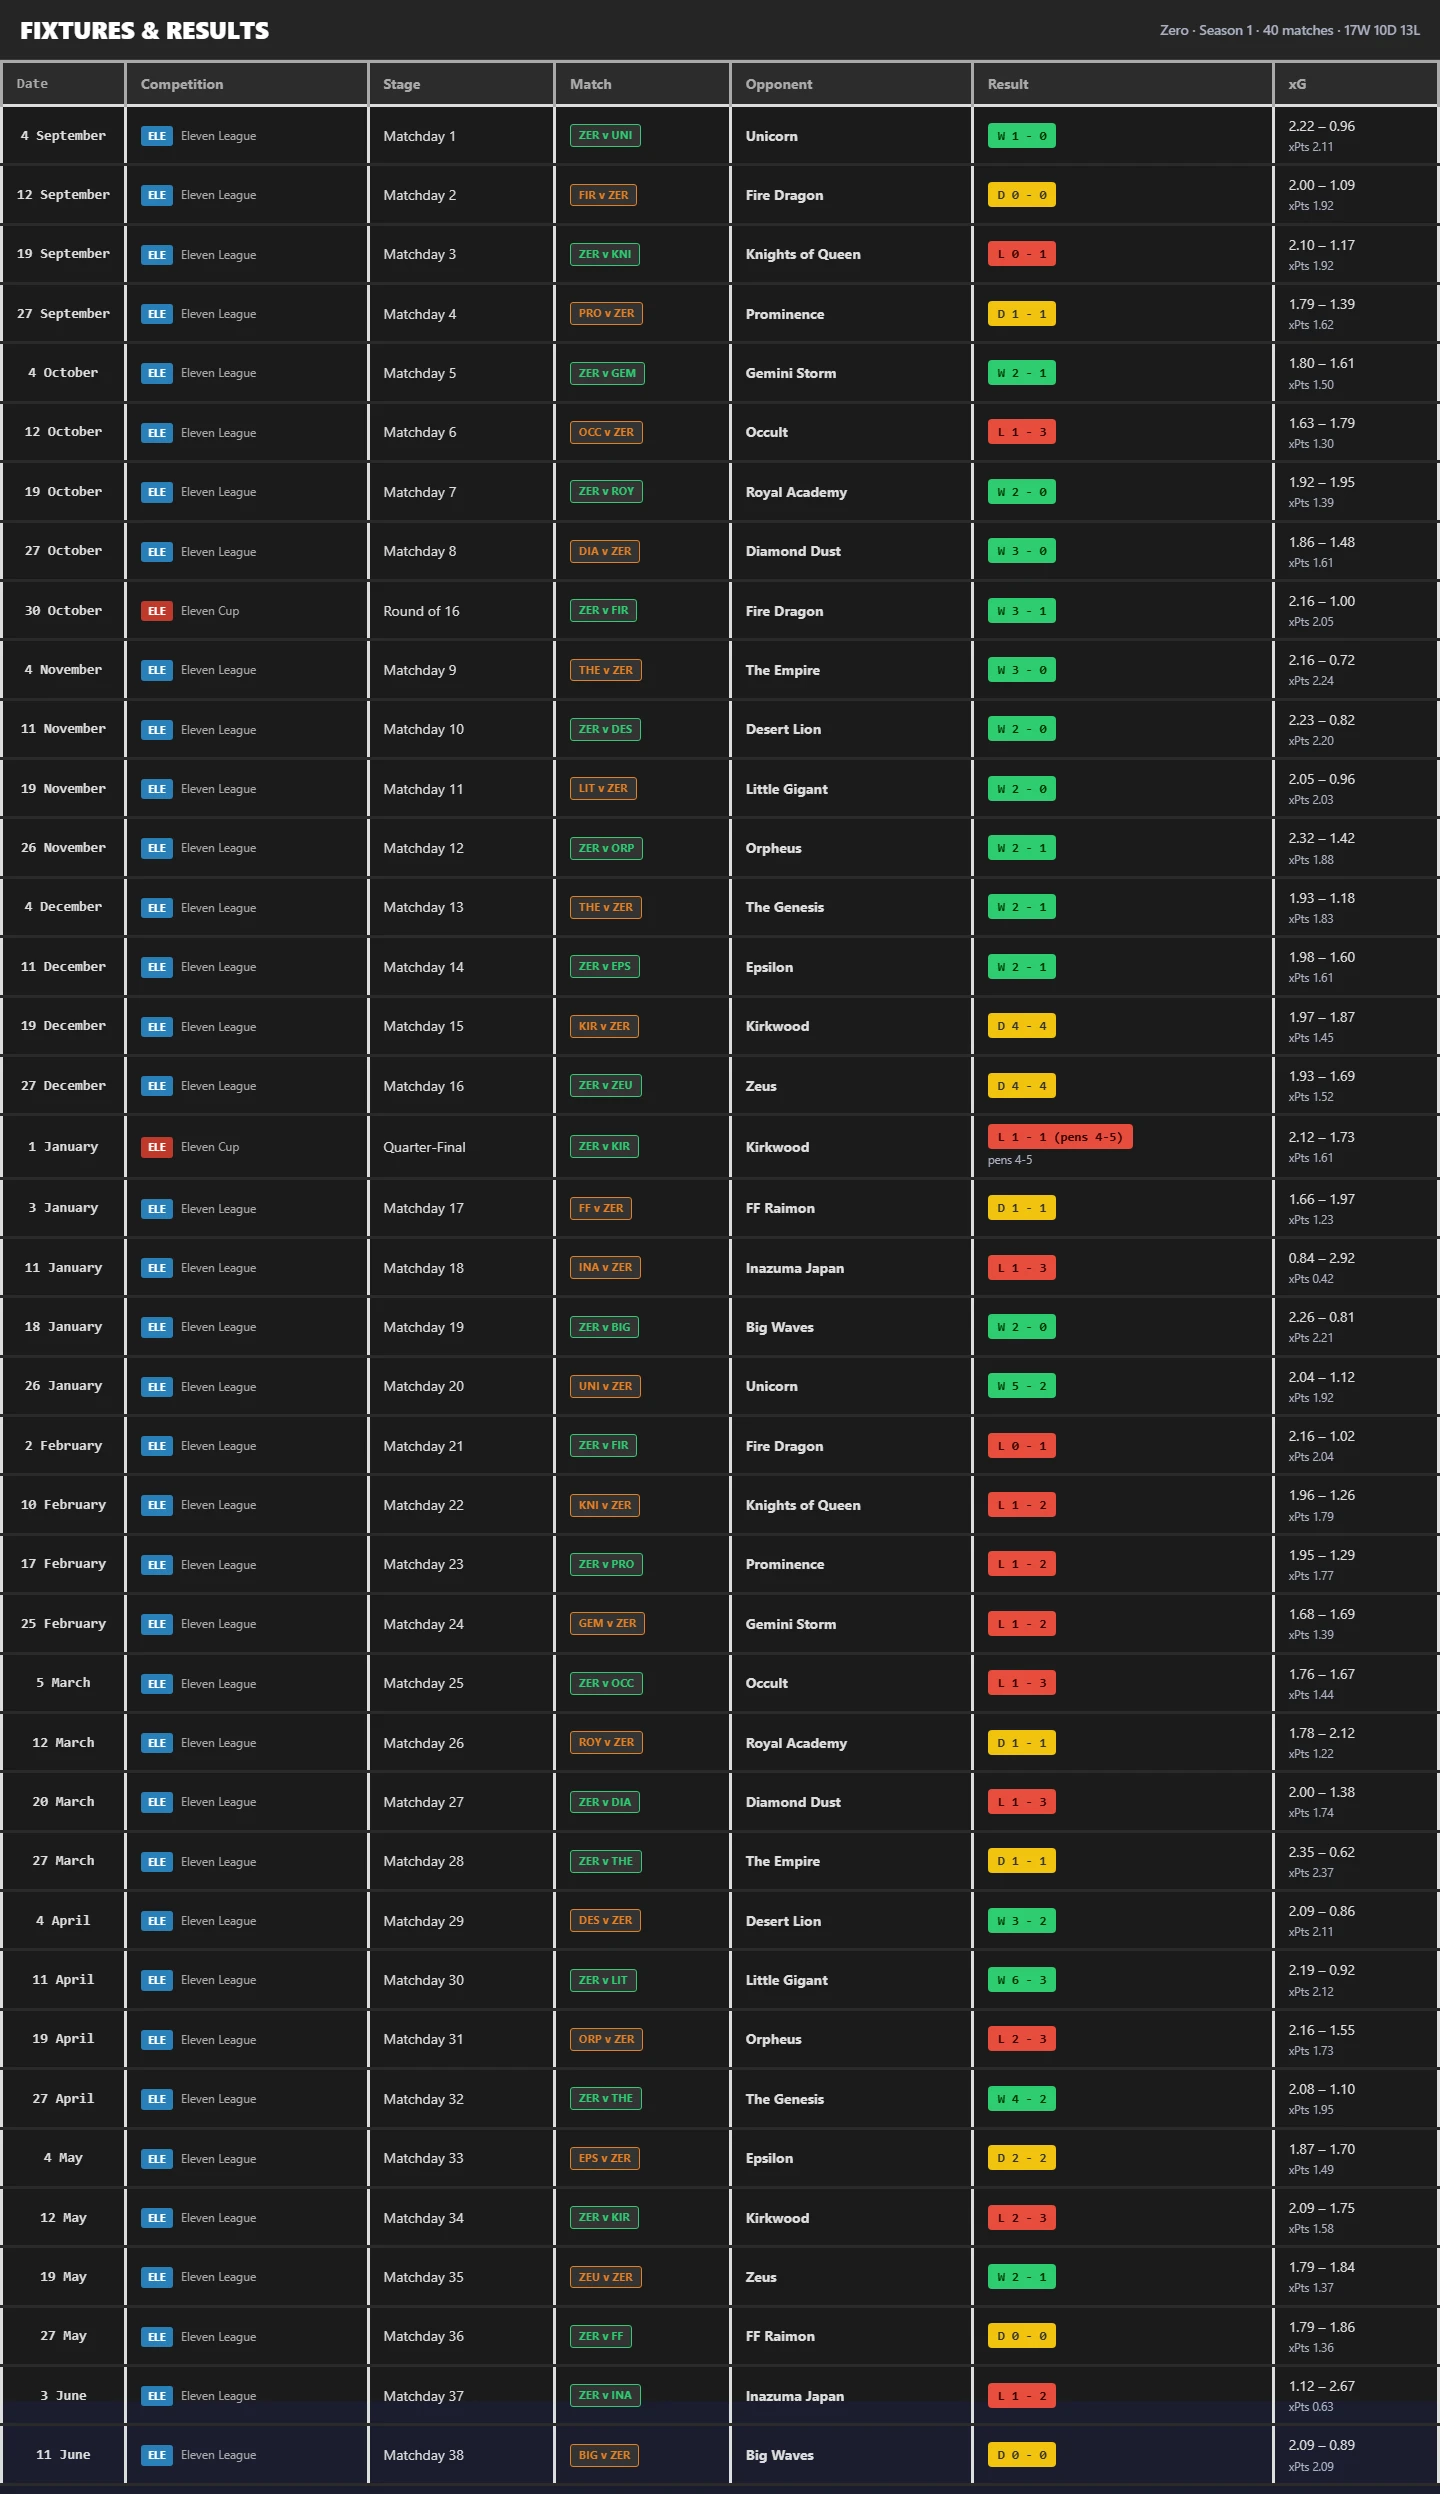 FIXTURES & RESULTS
Zero · Season 1 · 40 matches · 17W 10D 13L
Date Competition Stage Match Opponent Result xG
4 September ELE Eleven League Matchday 1 ZER v UNI Unicorn W 1 - 0 2.22 – 0.96
xPts 2.11
12 September ELE Eleven League Matchday 2 FIR v ZER Fire Dragon D 0 - 0 2.00 – 1.09
xPts 1.92
19 September ELE Eleven League Matchday 3 ZER v KNI Knights of Queen L 0 - 1 2.10 – 1.17
xPts 1.92
27 September ELE Eleven League Matchday 4 PRO v ZER Prominence D 1 - 1 1.79 – 1.39
xPts 1.62
4 October ELE Eleven League Matchday 5 ZER v GEM Gemini Storm W 2 - 1 1.80 – 1.61
xPts 1.50
12 October ELE Eleven League Matchday 6 OCC v ZER Occult L 1 - 3 1.63 – 1.79
xPts 1.30
19 October ELE Eleven League Matchday 7 ZER v ROY Royal Academy W 2 - 0 1.92 – 1.95
xPts 1.39
27 October ELE Eleven League Matchday 8 DIA v ZER Diamond Dust W 3 - 0 1.86 – 1.48
xPts 1.61
30 October ELE Eleven Cup Round of 16 ZER v FIR Fire Dragon W 3 - 1 2.16 – 1.00
xPts 2.05
4 November ELE Eleven League Matchday 9 THE v ZER The Empire W 3 - 0 2.16 – 0.72
xPts 2.24
11 November ELE Eleven League Matchday 10 ZER v DES Desert Lion W 2 - 0 2.23 – 0.82
xPts 2.20
19 November ELE Eleven League Matchday 11 LIT v ZER Little Gigant W 2 - 0 2.05 – 0.96
xPts 2.03
26 November ELE Eleven League Matchday 12 ZER v ORP Orpheus W 2 - 1 2.32 – 1.42
xPts 1.88
4 December ELE Eleven League Matchday 13 THE v ZER The Genesis W 2 - 1 1.93 – 1.18
xPts 1.83
11 December ELE Eleven League Matchday 14 ZER v EPS Epsilon W 2 - 1 1.98 – 1.60
xPts 1.61
19 December ELE Eleven League Matchday 15 KIR v ZER Kirkwood D 4 - 4 1.97 – 1.87
xPts 1.45
27 December ELE Eleven League Matchday 16 ZER v ZEU Zeus D 4 - 4 1.93 – 1.69
xPts 1.52
1 January ELE Eleven Cup Quarter-Final ZER v KIR Kirkwood L 1 - 1 (pens 4-5) 2.12 – 1.73
pens 4-5 xPts 1.61
3 January ELE Eleven League Matchday 17 FF v ZER FF Raimon D 1 - 1 1.66 – 1.97
xPts 1.23
11 January ELE Eleven League Matchday 18 INA v ZER Inazuma Japan L 1 - 3 0.84 – 2.92
xPts 0.42
18 January ELE Eleven League Matchday 19 ZER v BIG Big Waves W 2 - 0 2.26 – 0.81
xPts 2.21
26 January ELE Eleven League Matchday 20 UNI v ZER Unicorn W 5 - 2 2.04 – 1.12
xPts 1.92
2 February ELE Eleven League Matchday 21 ZER v FIR Fire Dragon L 0 - 1 2.16 – 1.02
xPts 2.04
10 February ELE Eleven League Matchday 22 KNI v ZER Knights of Queen L 1 - 2 1.96 – 1.26
xPts 1.79
17 February ELE Eleven League Matchday 23 ZER v PRO Prominence L 1 - 2 1.95 – 1.29
xPts 1.77
25 February ELE Eleven League Matchday 24 GEM v ZER Gemini Storm L 1 - 2 1.68 – 1.69
xPts 1.39
5 March ELE Eleven League Matchday 25 ZER v OCC Occult L 1 - 3 1.76 – 1.67
xPts 1.44
12 March ELE Eleven League Matchday 26 ROY v ZER Royal Academy D 1 - 1 1.78 – 2.12
xPts 1.22
20 March ELE Eleven League Matchday 27 ZER v DIA Diamond Dust L 1 - 3 2.00 – 1.38
xPts 1.74
27 March ELE Eleven League Matchday 28 ZER v THE The Empire D 1 - 1 2.35 – 0.62
xPts 2.37
4 April ELE Eleven League Matchday 29 DES v ZER Desert Lion W 3 - 2 2.09 – 0.86
xPts 2.11
11 April ELE Eleven League Matchday 30 ZER v LIT Little Gigant W 6 - 3 2.19 – 0.92
xPts 2.12
19 April ELE Eleven League Matchday 31 ORP v ZER Orpheus L 2 - 3 2.16 – 1.55
xPts 1.73
27 April ELE Eleven League Matchday 32 ZER v THE The Genesis W 4 - 2 2.08 – 1.10
xPts 1.95
4 May ELE Eleven League Matchday 33 EPS v ZER Epsilon D 2 - 2 1.87 – 1.70
xPts 1.49
12 May ELE Eleven League Matchday 34 ZER v KIR Kirkwood L 2 - 3 2.09 – 1.75
xPts 1.58
19 May ELE Eleven League Matchday 35 ZEU v ZER Zeus W 2 - 1 1.79 – 1.84
xPts 1.37
27 May ELE Eleven League Matchday 36 ZER v FF FF Raimon D 0 - 0 1.79 – 1.86
xPts 1.36
3 June ELE Eleven League Matchday 37 ZER v INA Inazuma Japan L 1 - 2 1.12 – 2.67
xPts 0.63
11 June ELE Eleven League Matchday 38 BIG v ZER Big Waves D 0 - 0 2.09 – 0.89
xPts 2.09